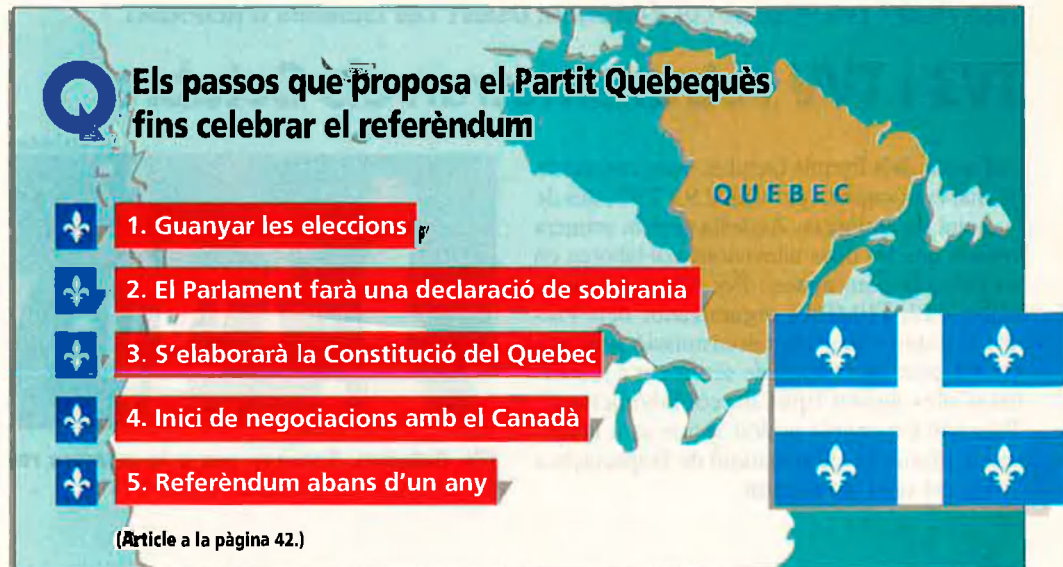 Q Els passos que proposa el Partit Quebequès
fins celebrar el referèndum
QUEBEC
1. Guanyar les eleccions
2. El Parlament farà una declaració de sobirania
3. S'elaborarà la Constitució del Quebec
4. Inici de negociacions amb el Canadà
5. Referèndum abans d'un any
(Article a la pàgina 42.)